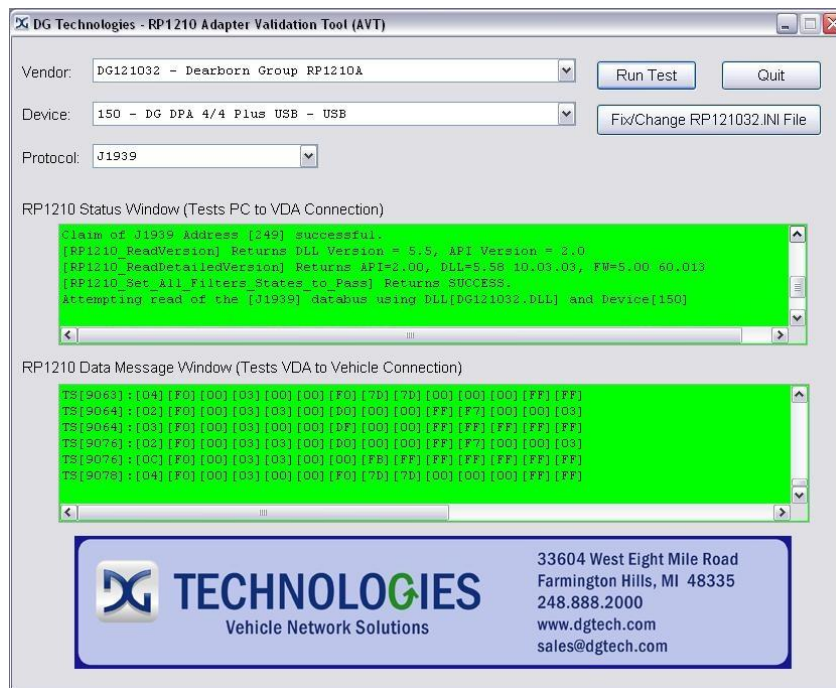 DG Technologies - RP1210 Adapter Validation Tool (AVT)
Vendor: DG121032 - Dearborn Group RP1210A Run Test Quit
Device: 150 - DG DPA 4/4 Plus USB - USB Fix/Change RP121032.INI File
Protocol: J1939
RP1210 Status Window (Tests PC to VDA Connection)
Claim of J1939 Address [249] successful.
[RP1210_ReadVersion] Returns DLL Version = 5.5, API Version = 2.0
[RP1210_ReadDetailedVersion] Returns API=2.00, DLL=5.58 10.03.03, FW=5.00 60.013
[RP1210_Set_All_Filters_States_to_Pass] Returns SUCCESS.
Attempting read of the [J1939] databus using DLL[DG121032.DLL] and Device[150]
RP1210 Data Message Window (Tests VDA to Vehicle Connection)
TS[9063]:[04][F0][00][03][00][00][F0][7D][7D][00][00][00][FF][FF]
TS[9064]:[02][F0][00][03][03][00][D0][00][00][FF][F7][00][00][03]
TS[9064]:[03][F0][00][03][03][00][DF][00][00][FF][FF][FF][FF][FF]
TS[9076]:[02][F0][00][03][03][00][D0][00][00][FF][F7][00][00][03]
TS[9076]:[0C][F0][00][03][03][00][00][FB][FF][FF][FF][FF][FF][FF]
TS[9078]:[04][F0][00][03][00][00][F0][7D][7D][00][00][00][FF][FF]
DG TECHNOLOGIES
Vehicle Network Solutions
33604 West Eight Mile Road
Farmington Hills, MI 48335
248.888.2000
www.dgtech.com
sales@dgtech.com